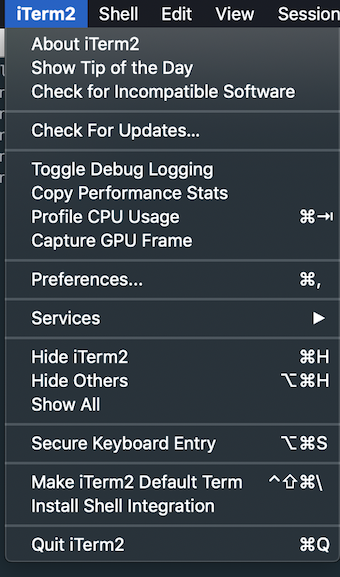 iTerm2 Shell Edit View Session
About iTerm2
Show Tip of the Day
Check for Incompatible Software
Check For Updates...
Toggle Debug Logging
Copy Performance Stats
Profile CPU Usage ⌘⇥
Capture GPU Frame
Preferences... ⌘,
Services ▶
Hide iTerm2 ⌘H
Hide Others ⌥⌘H
Show All
Secure Keyboard Entry ⌥⌘S
Make iTerm2 Default Term ^⇧⌘\
Install Shell Integration
Quit iTerm2 ⌘Q